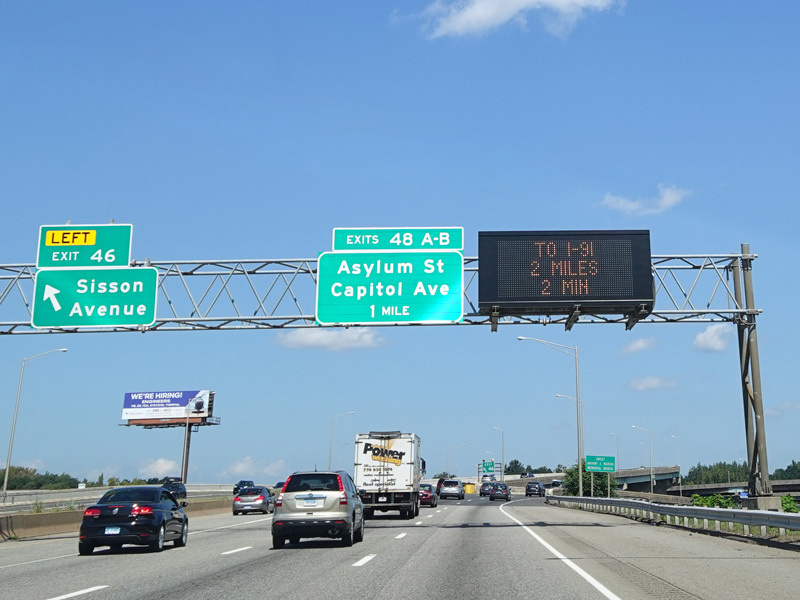 LEFT
EXIT 46
Sisson
Avenue
EXITS 48 A-B
Asylum St
Capitol Ave
1 MILE
TO I-91
2 MILES
2 MIN
WE'RE HIRING!
ENGINEERS
Power